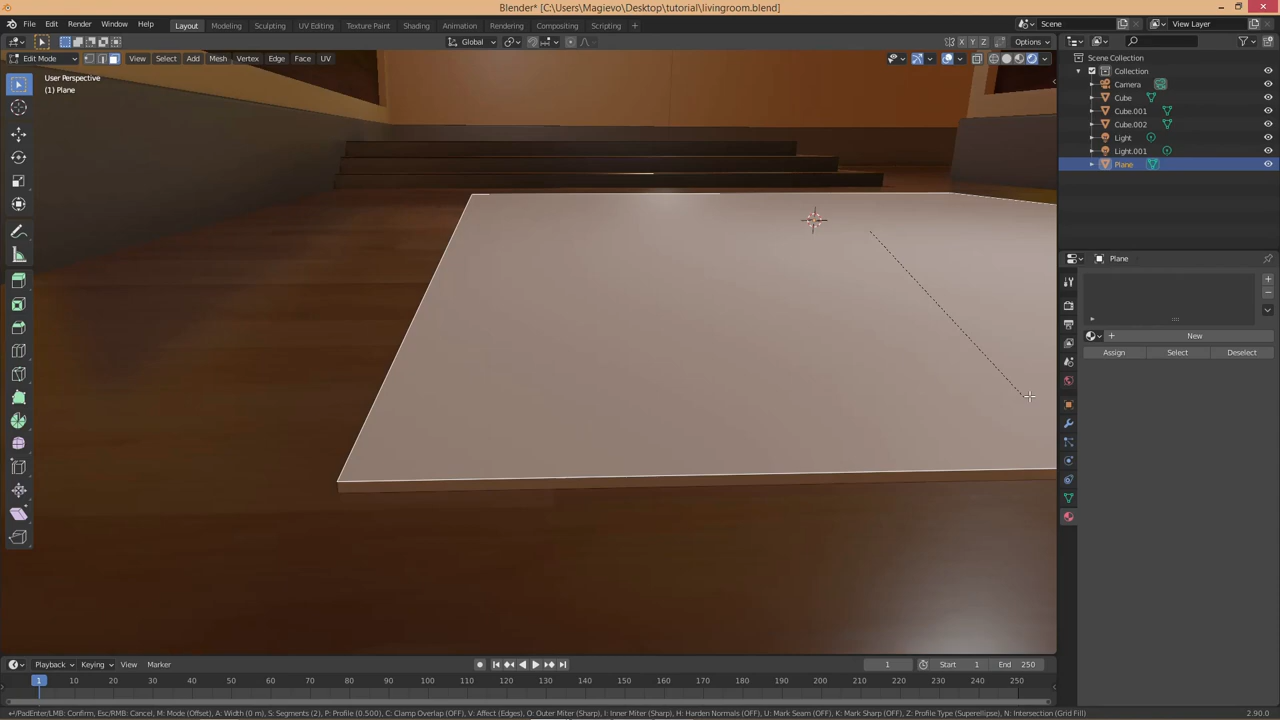 Blender* [C:\Users\Magievo\Desktop\tutorial\livingroom.blend]
File Edit Render Window Help Layout Modeling Sculpting UV Editing Texture Paint Shading Animation Rendering Compositing Scripting + Scene View Layer
Global X Y Z Options
Edit Mode View Select Add Mesh Vertex Edge Face UV
User Perspective
(1) Plane
Scene Collection
Collection
Camera
Cube
Cube.001
Cube.002
Light
Light.001
Plane
Plane
+ New
Assign Select Deselect
Playback Keying View Marker 1 Start 1 End 250
1 10 20 30 40 50 60 70 80 90 100 110 120 130 140 150 160 170 180 190 200 210 220 230 240 250
/PadEnter/LMB: Confirm, Esc/RMB: Cancel, M: Mode (Offset), A: Width (0 m), S: Segments (2), P: Profile (0.500), C: Clamp Overlap (OFF), V: Affect (Edges), O: Outer Miter (Sharp), I: Inner Miter (Sharp), H: Harden Normals (OFF), U: Mark Seam (OFF), K: Mark Sharp (OFF), Z: Profile Type (Superellipse), N: Intersection (Grid Fill) 2.90.0